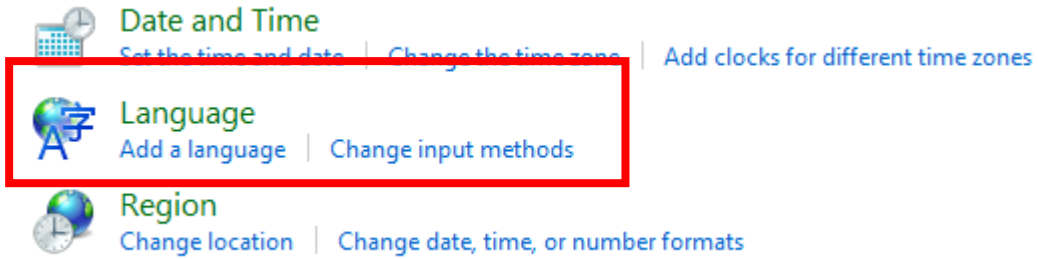 Date and Time
Set the time and date | Change the time zone | Add clocks for different time zones
字
A
Language
Add a language | Change input methods
Region
Change location | Change date, time, or number formats